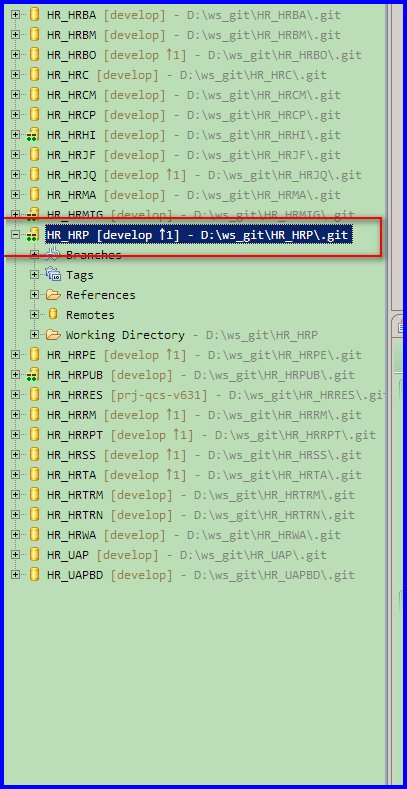 HR_HRBA [develop] - D:\ws_git\HR_HRBA\.git
HR_HRBM [develop] - D:\ws_git\HR_HRBM\.git
HR_HRBO [develop ↑1] - D:\ws_git\HR_HRBO\.git
HR_HRC [develop] - D:\ws_git\HR_HRC\.git
HR_HRCM [develop] - D:\ws_git\HR_HRCM\.git
HR_HRCP [develop] - D:\ws_git\HR_HRCP\.git
HR_HRHI [develop] - D:\ws_git\HR_HRHI\.git
HR_HRJF [develop] - D:\ws_git\HR_HRJF\.git
HR_HRJQ [develop ↑1] - D:\ws_git\HR_HRJQ\.git
HR_HRMA [develop] - D:\ws_git\HR_HRMA\.git
HR_HRMIG [develop] - D:\ws_git\HR_HRMIG\.git
HR_HRP [develop ↑1] - D:\ws_git\HR_HRP\.git
Branches
Tags
References
Remotes
Working Directory - D:\ws_git\HR_HRP
HR_HRPE [develop ↑1] - D:\ws_git\HR_HRPE\.git
HR_HRPUB [develop] - D:\ws_git\HR_HRPUB\.git
HR_HRRES [prj-qcs-v631] - D:\ws_git\HR_HRRES\.git
HR_HRRM [develop ↑1] - D:\ws_git\HR_HRRM\.git
HR_HRRPT [develop ↑1] - D:\ws_git\HR_HRRPT\.git
HR_HRSS [develop ↑1] - D:\ws_git\HR_HRSS\.git
HR_HRTA [develop ↑1] - D:\ws_git\HR_HRTA\.git
HR_HRTRM [develop] - D:\ws_git\HR_HRTRM\.git
HR_HRTRN [develop] - D:\ws_git\HR_HRTRN\.git
HR_HRWA [develop] - D:\ws_git\HR_HRWA\.git
HR_UAP [develop] - D:\ws_git\HR_UAP\.git
HR_UAPBD [develop] - D:\ws_git\HR_UAPBD\.git